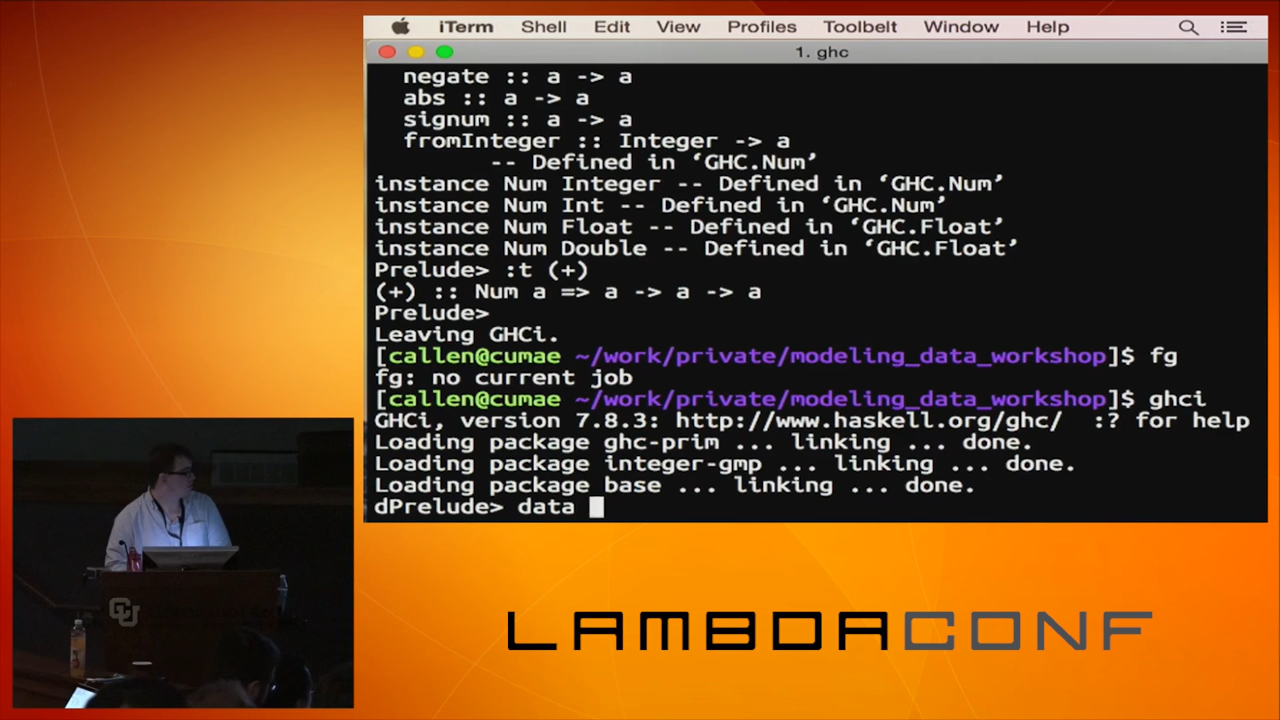 iTerm Shell Edit View Profiles Toolbelt Window Help
1. ghc
negate :: a -> a
abs :: a -> a
signum :: a -> a
fromInteger :: Integer -> a
-- Defined in ‘GHC.Num’
instance Num Integer -- Defined in ‘GHC.Num’
instance Num Int -- Defined in ‘GHC.Num’
instance Num Float -- Defined in ‘GHC.Float’
instance Num Double -- Defined in ‘GHC.Float’
Prelude> :t (+)
(+) :: Num a => a -> a -> a
Prelude>
Leaving GHCi.
[callen@cumae ~/work/private/modeling_data_workshop]$ fg
fg: no current job
[callen@cumae ~/work/private/modeling_data_workshop]$ ghci
GHCi, version 7.8.3: http://www.haskell.org/ghc/ :? for help
Loading package ghc-prim ... linking ... done.
Loading package integer-gmp ... linking ... done.
Loading package base ... linking ... done.
dPrelude> data
LAMBDACONF